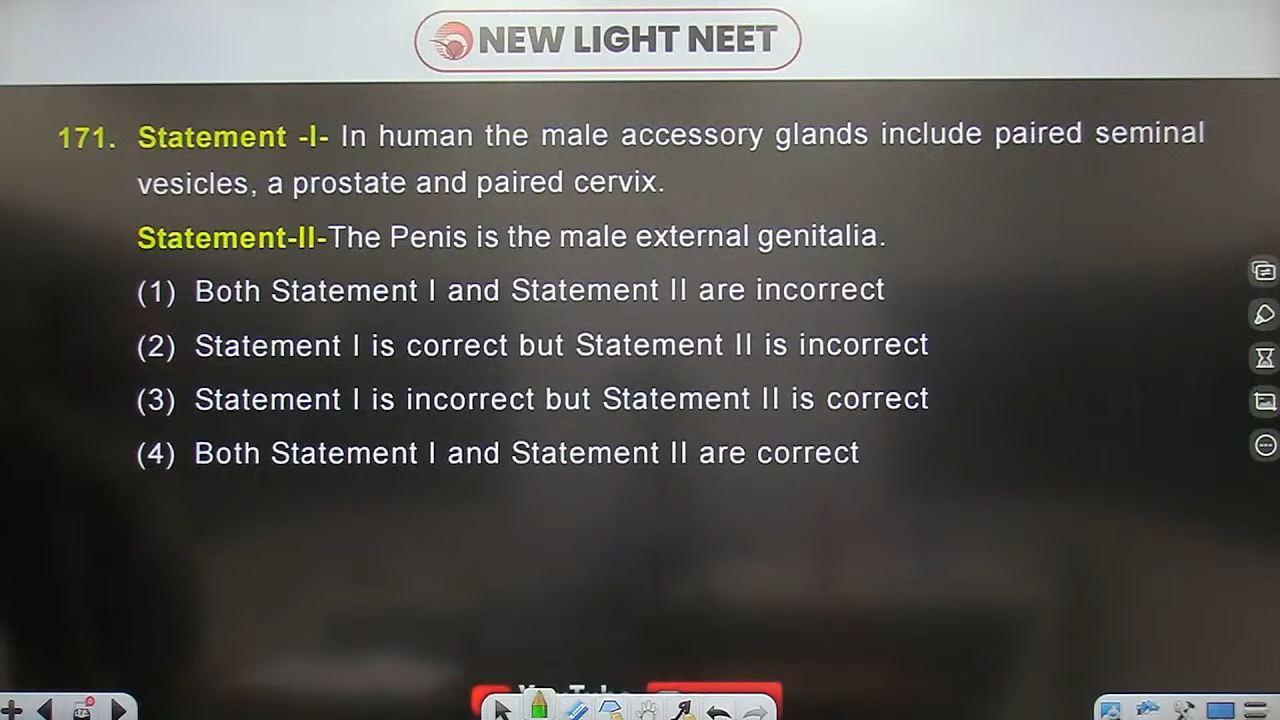 NEW LIGHT NEET
171. Statement -I- In human the male accessory glands include paired seminal
vesicles, a prostate and paired cervix.
Statement-II-The Penis is the male external genitalia.
(1) Both Statement I and Statement II are incorrect
(2) Statement I is correct but Statement II is incorrect
(3) Statement I is incorrect but Statement II is correct
(4) Both Statement I and Statement II are correct